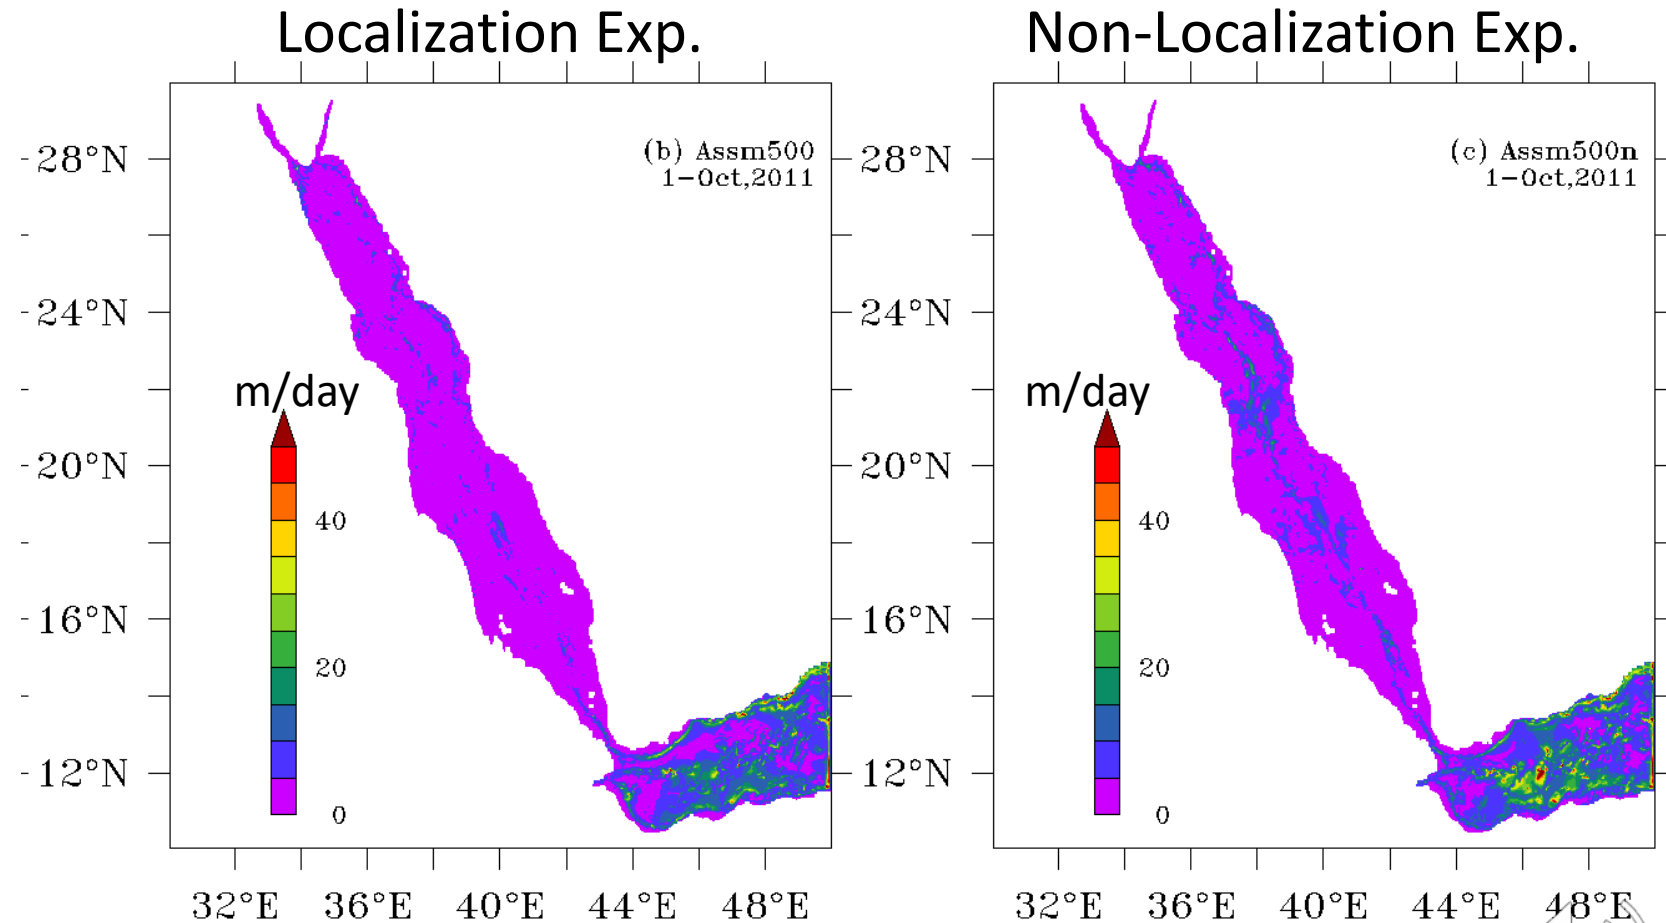 Localization Exp.
Non-Localization Exp.
(b) Assm500
1-Oct,2011
(c) Assm500n
1-Oct,2011
28°N
24°N
20°N
16°N
12°N
28°N
24°N
20°N
16°N
12°N
m/day
40
20
0
m/day
40
20
0
32°E 36°E 40°E 44°E 48°E
32°E 36°E 40°E 44°E 48°E